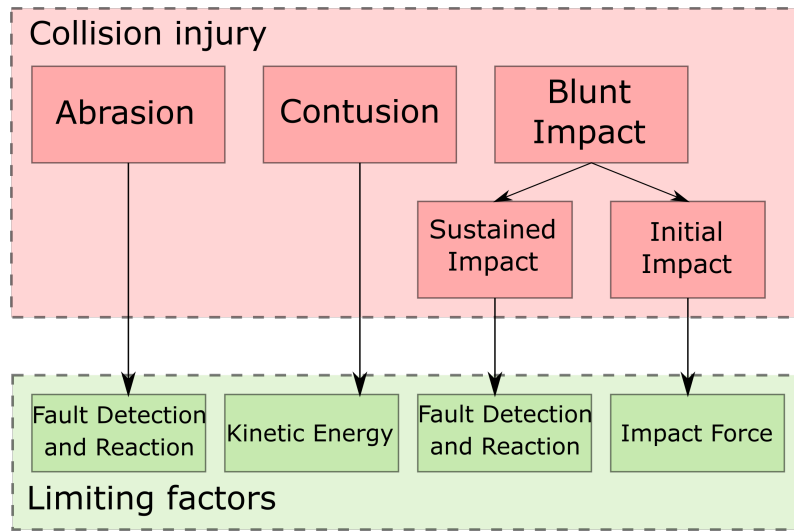 Collision injury
Abrasion
Contusion
Blunt
Impact
Sustained
Impact
Initial
Impact
Fault Detection
and Reaction
Kinetic Energy
Fault Detection
and Reaction
Impact Force
Limiting factors